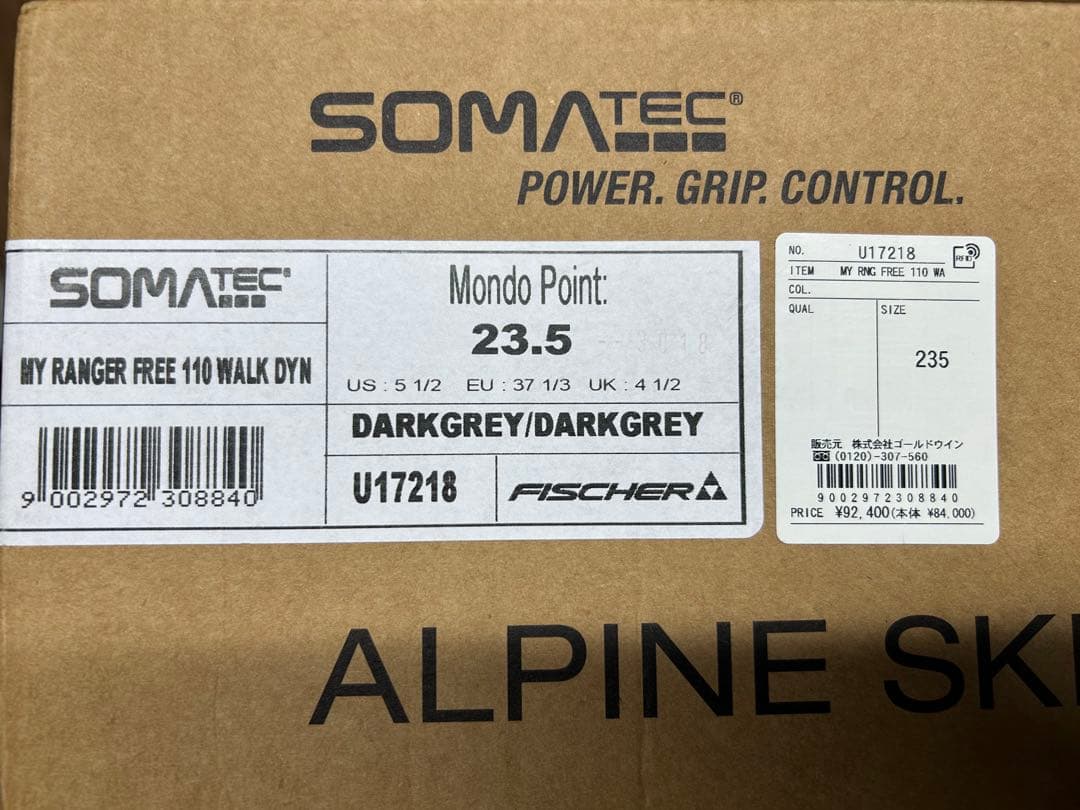 SOMATEC®
POWER. GRIP. CONTROL.
SOMATEC®
MY RANGER FREE 110 WALK DYN
9 002972 308840
Mondo Point:
23.5
US : 5 1/2 EU : 37 1/3 UK : 4 1/2
DARKGREY/DARKGREY
U17218
FISCHER
NO. U17218
RFID
ITEM MY RNG FREE 110 WA
COL.
QUAL SIZE
235
販売元 株式会社ゴールドウイン
(0120)-307-560
9002972308840
PRICE ¥92,400(本体 ¥84,000)
ALPINE SK